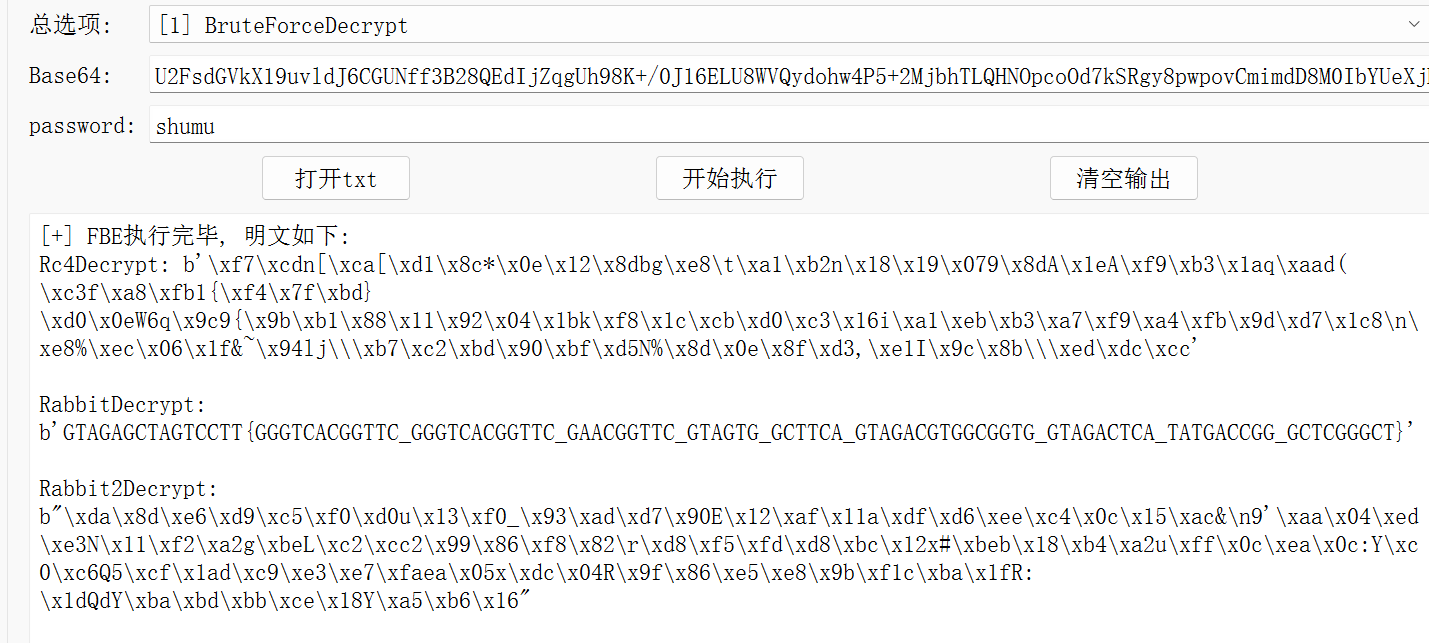 总选项: [1] BruteForceDecrypt
Base64: U2FsdGVkX19uvldJ6CGUNff3B28QEdIjZqgUh98K+/0J16ELU8WVQydohw4P5+2MjbhTLQHNOpcoOd7kSRgy8pwpovCmimdD8M0IbYUeXj
password: shumu
打开txt 开始执行 清空输出
[+] FBE执行完毕, 明文如下:
Rc4Decrypt: b'\xf7\xcdn[\xca[\xd1\x8c*\x0e\x12\x8dbg\xe8\t\xa1\xb2n\x18\x19\x079\x8dA\x1eA\xf9\xb3\x1aq\xaad(
\xc3f\xa8\xfb1{\xf4\x7f\xbd}
\xd0\x0eW6q\x9c9{\x9b\xb1\x88\x11\x92\x04\x1bk\xf8\x1c\xcb\xd0\xc3\x16i\xa1\xeb\xb3\xa7\xf9\xa4\xfb\x9d\xd7\x1c8\n\
xe8%\xec\x06\x1f&~\x94lj\\\xb7\xc2\xbd\x90\xbf\xd5N%\x8d\x0e\x8f\xd3,\xe1I\x9c\x8b\\\xed\xdc\xcc'
RabbitDecrypt:
b'GTAGAGCTAGTCCTT{GGGTCACGGTTC_GGGTCACGGTTC_GAACGGTTC_GTAGTG_GCTTCA_GTAGACGTGGCGGTG_GTAGACTCA_TATGACCGG_GCTCGGGCT}'
Rabbit2Decrypt:
b"\xda\x8d\xe6\xd9\xc5\xf0\xd0u\x13\xf0_\x93\xad\xd7\x90E\x12\xaf\x11a\xdf\xd6\xee\xc4\x0c\x15\xac&\n9'\xaa\x04\xed
\xe3N\x11\xf2\xa2g\xbeL\xc2\xcc2\x99\x86\xf8\x82\r\xd8\xf5\xfd\xd8\xbc\x12x#\xbeb\x18\xb4\xa2u\xff\x0c\xea\x0c:Y\xc
0\xc6Q5\xcf\x1ad\xc9\xe3\xe7\xfaea\x05x\xdc\x04R\x9f\x86\xe5\xe8\x9b\xf1c\xba\x1fR:
\x1dQdY\xba\xbd\xbb\xce\x18Y\xa5\xb6\x16"